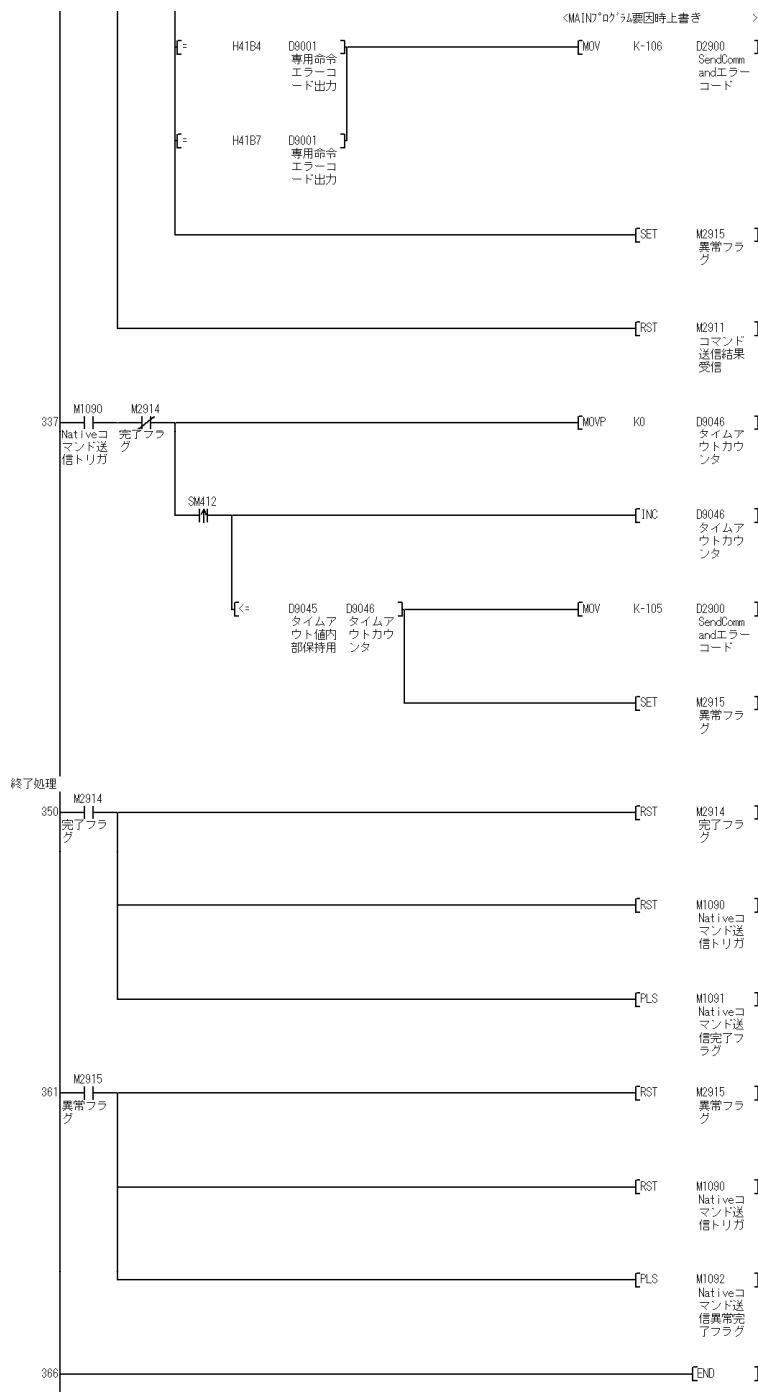 <MAINﾌﾟﾛｸﾞﾗﾑ要因時上書き >
[= H41B4 D9001 ] [MOV K-106 D2900 ]
専用命令 SendComm
エラーコ andエラー
ード出力 コード
[= H41B7 D9001 ]
専用命令
エラーコ
ード出力
[SET M2915 ]
異常フラ
グ
[RST M2911 ]
コマンド
送信結果
受信
M1090 M2914
337 [MOVP K0 D9046 ]
Nativeコ 完了フラ タイムア
マンド送 グ ウトカウ
信トリガ ンタ
SM412
[INC D9046 ]
タイムア
ウトカウ
ンタ
[<= D9045 D9046 ] [MOV K-105 D2900 ]
タイムア タイムア SendComm
ウト値内 ウトカウ andエラー
部保持用 ンタ コード
[SET M2915 ]
異常フラ
グ
終了処理
M2914
350 [RST M2914 ]
完了フラ 完了フラ
グ グ
[RST M1090 ]
Nativeコ
マンド送
信トリガ
[PLS M1091 ]
Nativeコ
マンド送
信完了フ
ラグ
M2915
361 [RST M2915 ]
異常フラ 異常フラ
グ グ
[RST M1090 ]
Nativeコ
マンド送
信トリガ
[PLS M1092 ]
Nativeコ
マンド送
信異常完
了フラグ
366 [END ]